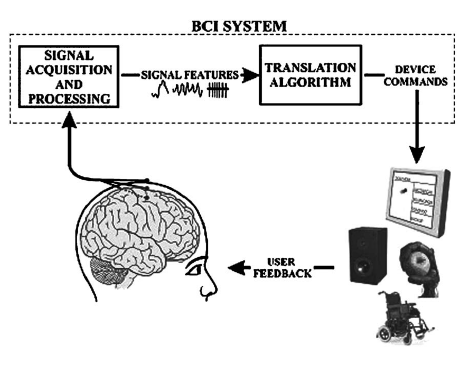 BCI SYSTEM
SIGNAL
ACQUISITION
AND
PROCESSING
SIGNAL FEATURES
TRANSLATION
ALGORITHM
DEVICE
COMMANDS
USER
FEEDBACK